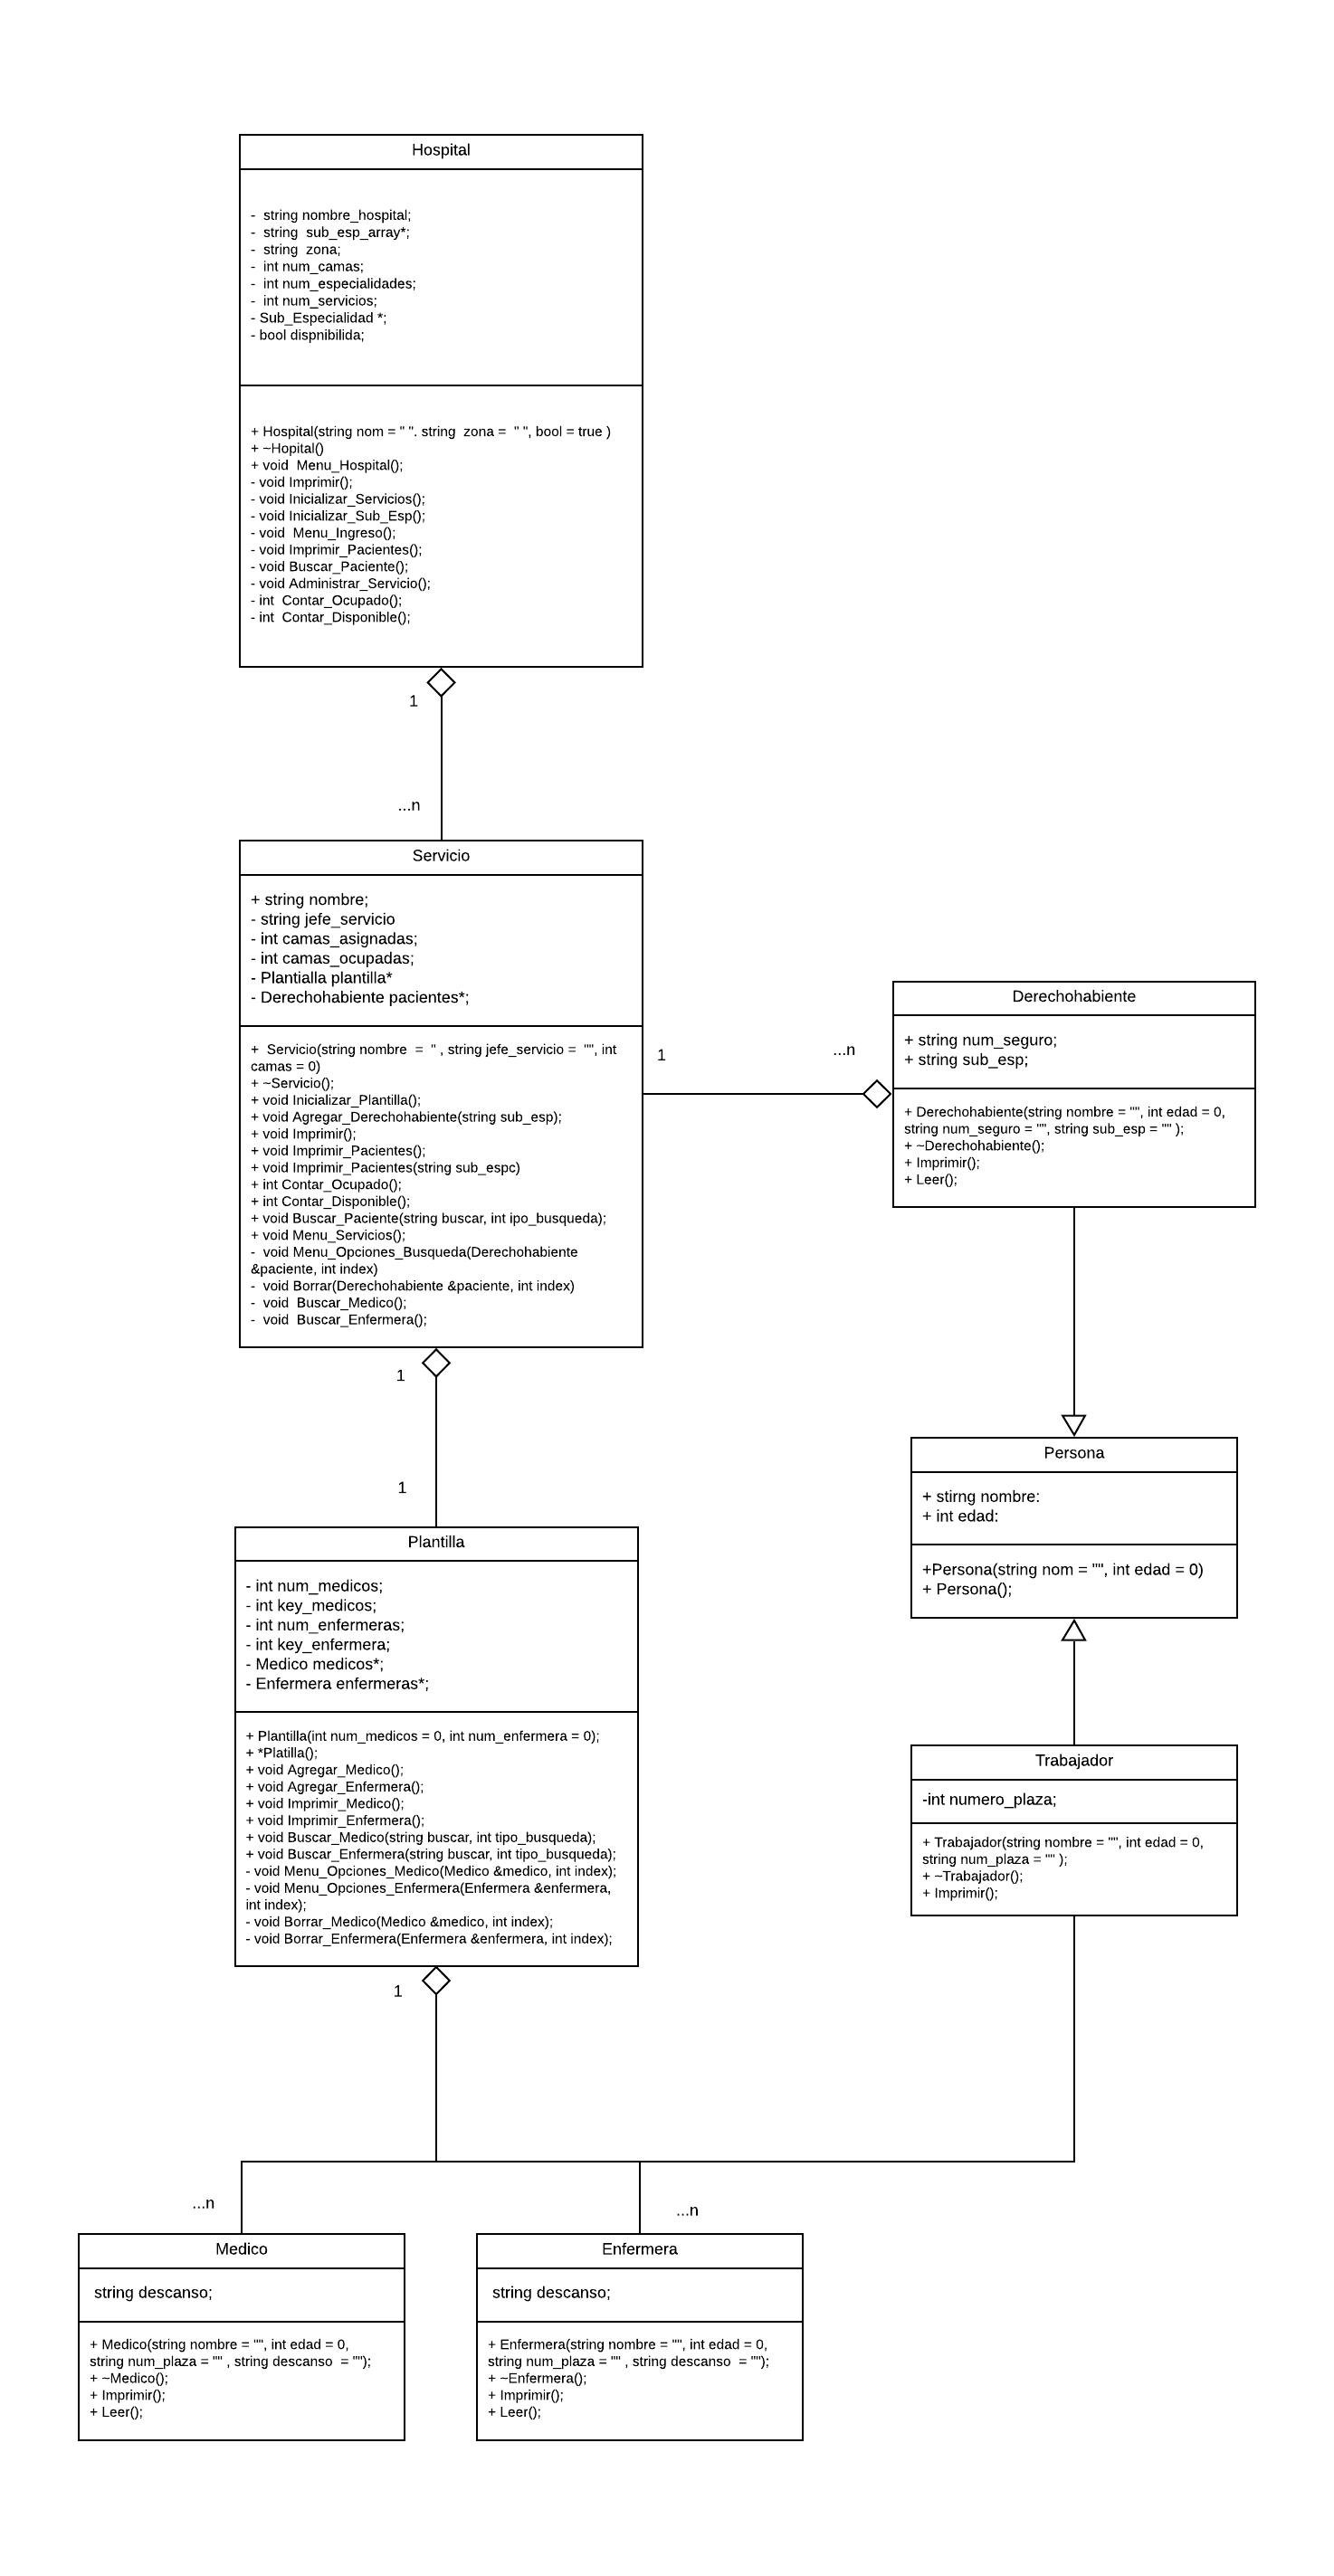 Hospital
-  string nombre_hospital;
-  string  sub_esp_array*;
-  string  zona;
-  int num_camas;
-  int num_especialidades;
-  int num_servicios;
- Sub_Especialidad *;
- bool dispnibilida;
+ Hospital(string nom = " ". string  zona =  " ", bool = true )
+ ~Hopital()
+ void  Menu_Hospital();
- void Imprimir();
- void Inicializar_Servicios();
- void Inicializar_Sub_Esp();
- void  Menu_Ingreso();
- void Imprimir_Pacientes();
- void Buscar_Paciente();
- void Administrar_Servicio();
- int  Contar_Ocupado();
- int  Contar_Disponible();
1
...n
Servicio
+ string nombre;
- string jefe_servicio
- int camas_asignadas;
- int camas_ocupadas;
- Plantialla plantilla*
- Derechohabiente pacientes*;
+  Servicio(string nombre  =  " , string jefe_servicio =  "", int
camas = 0)
+ ~Servicio();
+ void Inicializar_Plantilla();
+ void Agregar_Derechohabiente(string sub_esp);
+ void Imprimir();
+ void Imprimir_Pacientes();
+ void Imprimir_Pacientes(string sub_espc)
+ int Contar_Ocupado();
+ int Contar_Disponible();
+ void Buscar_Paciente(string buscar, int ipo_busqueda);
+ void Menu_Servicios();
-  void Menu_Opciones_Busqueda(Derechohabiente
&paciente, int index)
-  void Borrar(Derechohabiente &paciente, int index)
-  void  Buscar_Medico();
-  void  Buscar_Enfermera();
1
...n
Derechohabiente
+ string num_seguro;
+ string sub_esp;
+ Derechohabiente(string nombre = "", int edad = 0,
string num_seguro = "", string sub_esp = "" );
+ ~Derechohabiente();
+ Imprimir();
+ Leer();
1
1
Persona
+ stirng nombre:
+ int edad:
+Persona(string nom = "", int edad = 0)
+ Persona();
Plantilla
- int num_medicos;
- int key_medicos;
- int num_enfermeras;
- int key_enfermera;
- Medico medicos*;
- Enfermera enfermeras*;
+ Plantilla(int num_medicos = 0, int num_enfermera = 0);
+ *Platilla();
+ void Agregar_Medico();
+ void Agregar_Enfermera();
+ void Imprimir_Medico();
+ void Imprimir_Enfermera();
+ void Buscar_Medico(string buscar, int tipo_busqueda);
+ void Buscar_Enfermera(string buscar, int tipo_busqueda);
- void Menu_Opciones_Medico(Medico &medico, int index);
- void Menu_Opciones_Enfermera(Enfermera &enfermera,
int index);
- void Borrar_Medico(Medico &medico, int index);
- void Borrar_Enfermera(Enfermera &enfermera, int index);
Trabajador
-int numero_plaza;
+ Trabajador(string nombre = "", int edad = 0,
string num_plaza = "" );
+ ~Trabajador();
+ Imprimir();
1
...n
...n
Medico
string descanso;
+ Medico(string nombre = "", int edad = 0,
string num_plaza = "" , string descanso  = "");
+ ~Medico();
+ Imprimir();
+ Leer();
Enfermera
string descanso;
+ Enfermera(string nombre = "", int edad = 0,
string num_plaza = "" , string descanso  = "");
+ ~Enfermera();
+ Imprimir();
+ Leer();